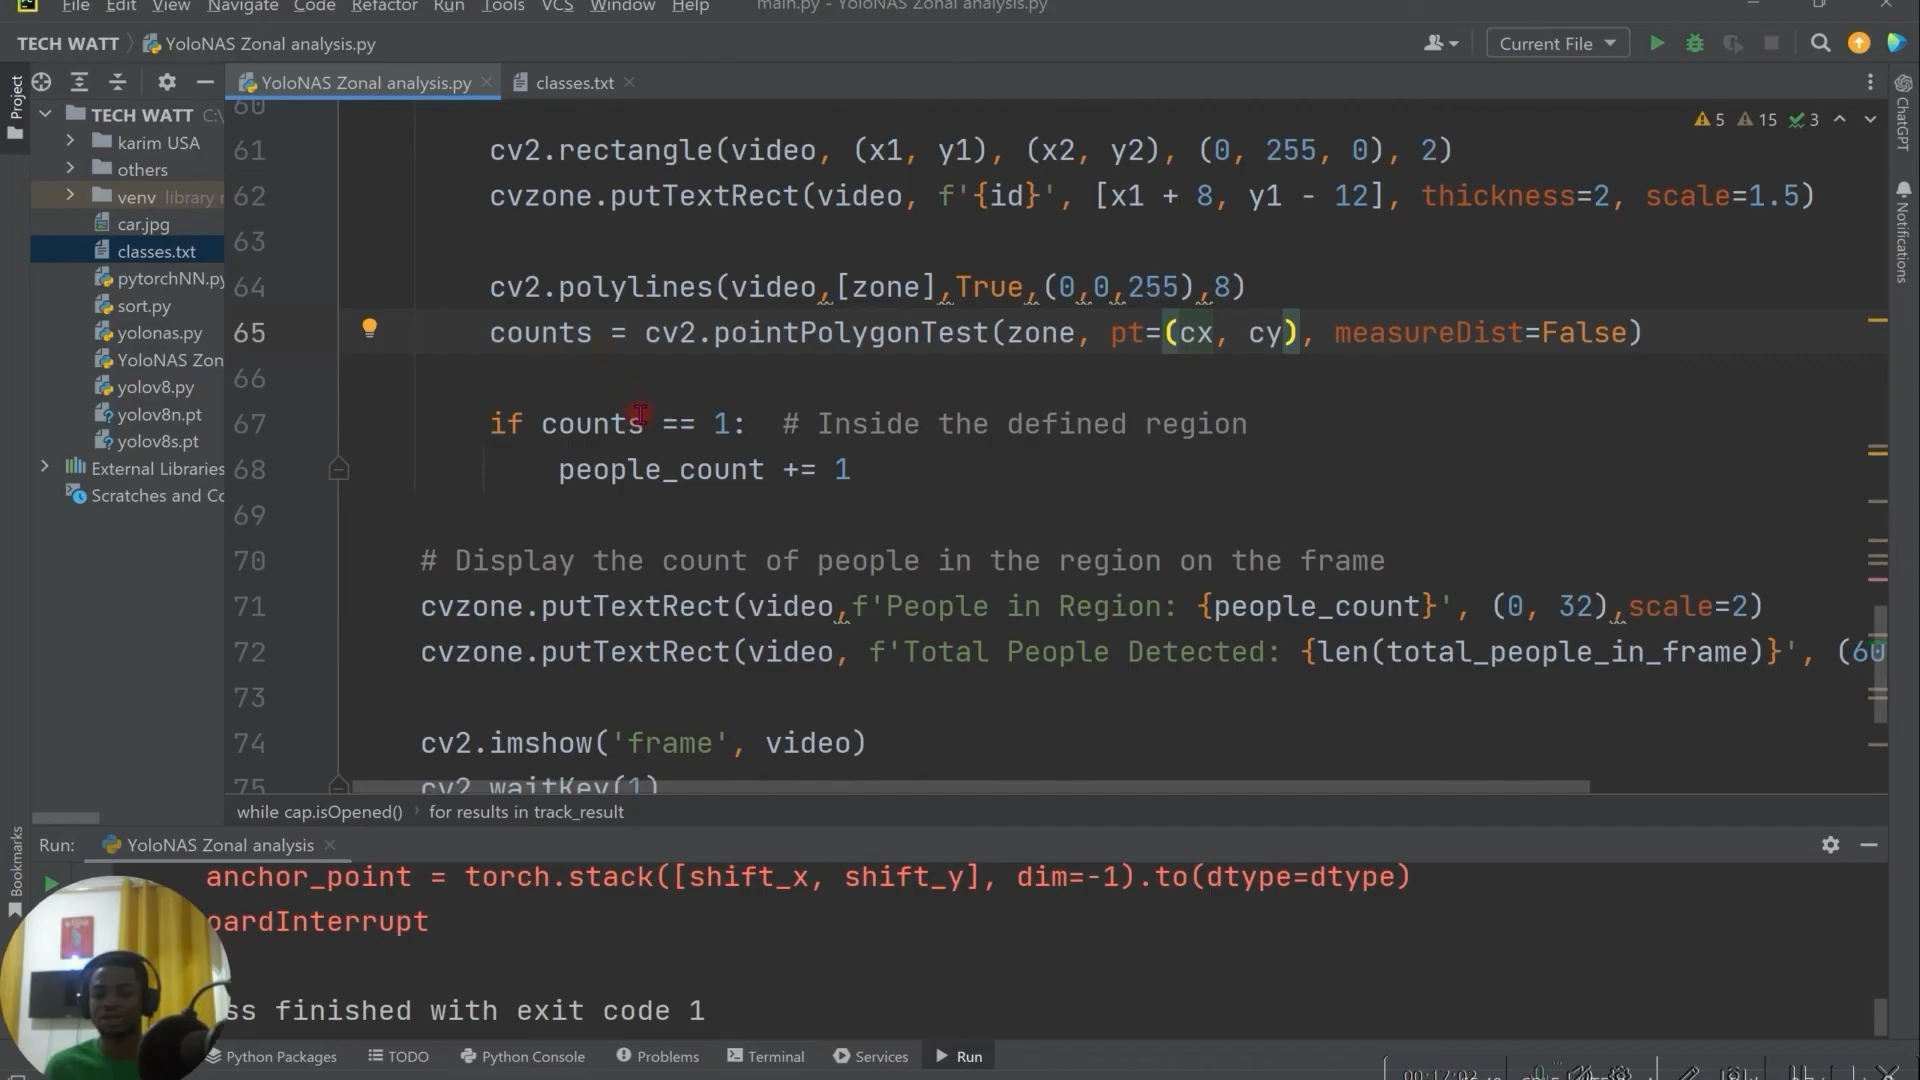 File Edit View Navigate Code Refactor Run Tools VCS Window Help main.py - YoloNAS Zonal analysis.py
TECH WATT YoloNAS Zonal analysis.py Current File
Project
YoloNAS Zonal analysis.py classes.txt
TECH WATT C:\
karim USA
others
venv library
car.jpg
classes.txt
pytorchNN.py
sort.py
yolonas.py
YoloNAS Zon
yolov8.py
yolov8n.pt
yolov8s.pt
External Libraries
Scratches and Co
5 15 3
60
61 cv2.rectangle(video, (x1, y1), (x2, y2), (0, 255, 0), 2)
62 cvzone.putTextRect(video, f'{id}', [x1 + 8, y1 - 12], thickness=2, scale=1.5)
63
64 cv2.polylines(video,[zone],True,(0,0,255),8)
65 counts = cv2.pointPolygonTest(zone, pt=(cx, cy), measureDist=False)
66
67 if counts == 1:  # Inside the defined region
68 people_count += 1
69
70 # Display the count of people in the region on the frame
71 cvzone.putTextRect(video,f'People in Region: {people_count}', (0, 32),scale=2)
72 cvzone.putTextRect(video, f'Total People Detected: {len(total_people_in_frame)}', (60
73
74 cv2.imshow('frame', video)
75 cv2.waitKey(1)
while cap.isOpened() for results in track_result
ChatGPT
Notifications
Bookmarks
Run: YoloNAS Zonal analysis
anchor_point = torch.stack([shift_x, shift_y], dim=-1).to(dtype=dtype)
oardInterrupt
ss finished with exit code 1
Python Packages TODO Python Console Problems Terminal Services Run